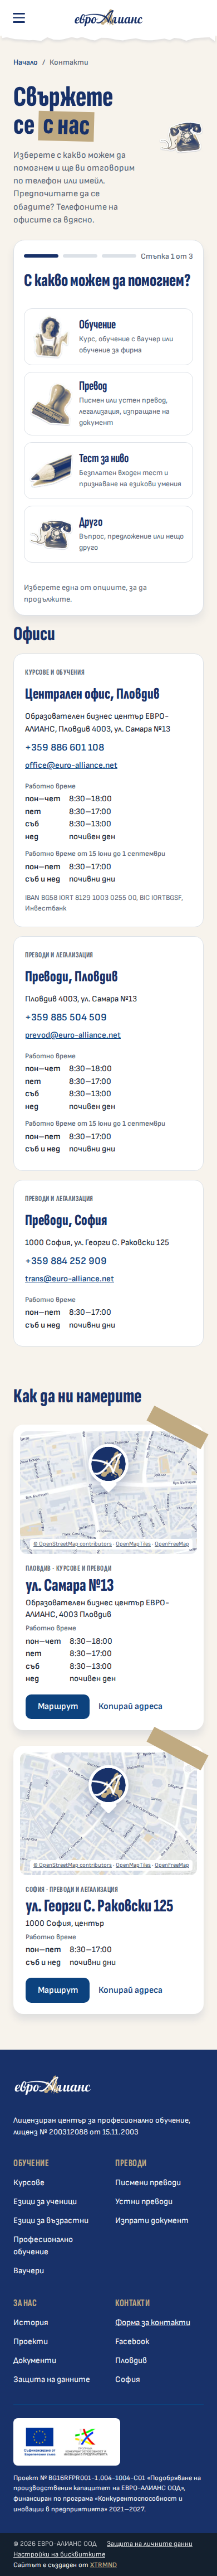 евроАлианс
Начало / Контакти
Свържете
се с нас
Изберете с какво можем да
помогнем и ще ви отговорим
по телефон или имейл.
Предпочитате да се
обадите? Телефоните на
офисите са вдясно.
Стъпка 1 от 3
С какво можем да помогнем?
Обучение
Курс, обучение с ваучер или
обучение за фирма
Превод
Писмен или устен превод,
легализация, изпращане на
документ
Тест за ниво
Безплатен входен тест и
признаване на езикови умения
Друго
Въпрос, предложение или нещо
друго
Изберете една от опциите, за да
продължите.
Офиси
КУРСОВЕ И ОБУЧЕНИЯ
Централен офис, Пловдив
Образователен бизнес център ЕВРО-
АЛИАНС, Пловдив 4003, ул. Самара №13
+359 886 601 108
office@euro-alliance.net
Работно време
пон–чет 8:30–18:00
пет 8:30–17:00
съб 8:30–13:00
нед почивен ден
Работно време от 15 юни до 1 септември
пон–пет 8:30–17:00
съб и нед почивни дни
IBAN BG58 IORT 8129 1003 0255 00, BIC IORTBGSF,
Инвестбанк
ПРЕВОДИ И ЛЕГАЛИЗАЦИЯ
Преводи, Пловдив
Пловдив 4003, ул. Самара №13
+359 885 504 509
prevod@euro-alliance.net
Работно време
пон–чет 8:30–18:00
пет 8:30–17:00
съб 8:30–13:00
нед почивен ден
Работно време от 15 юни до 1 септември
пон–пет 8:30–17:00
съб и нед почивни дни
ПРЕВОДИ И ЛЕГАЛИЗАЦИЯ
Преводи, София
1000 София, ул. Георги С. Раковски 125
+359 884 252 909
trans@euro-alliance.net
Работно време
пон–пет 8:30–17:00
съб и нед почивни дни
Как да ни намерите
© OpenStreetMap contributors · OpenMapTiles · OpenFreeMap
ПЛОВДИВ · КУРСОВЕ И ПРЕВОДИ
ул. Самара №13
Образователен бизнес център ЕВРО-
АЛИАНС, 4003 Пловдив
Работно време
пон–чет 8:30–18:00
пет 8:30–17:00
съб 8:30–13:00
нед почивен ден
Маршрут Копирай адреса
© OpenStreetMap contributors · OpenMapTiles · OpenFreeMap
СОФИЯ · ПРЕВОДИ И ЛЕГАЛИЗАЦИЯ
ул. Георги С. Раковски 125
1000 София, център
Работно време
пон–пет 8:30–17:00
съб и нед почивни дни
Маршрут Копирай адреса
евроАлианс
Лицензиран център за професионално обучение,
лиценз № 200312088 от 15.11.2003
ОБУЧЕНИЕ
Курсове
Езици за ученици
Езици за възрастни
Професионално
обучение
Ваучери
ПРЕВОДИ
Писмени преводи
Устни преводи
Изпрати документ
ЗА НАС
История
Проекти
Документи
Защита на данните
КОНТАКТИ
Форма за контакти
Facebook
Пловдив
София
Проект № BG16RFPR001-1.004-1004-C01 «Подобряване на
производствения капацитет на ЕВРО-АЛИАНС ООД»,
финансиран по програма «Конкурентоспособност и
иновации в предприятията» 2021–2027.
© 2026 ЕВРО-АЛИАНС ООД Защита на личните данни
Настройки на бисквитките
Сайтът е създаден от XTRMND